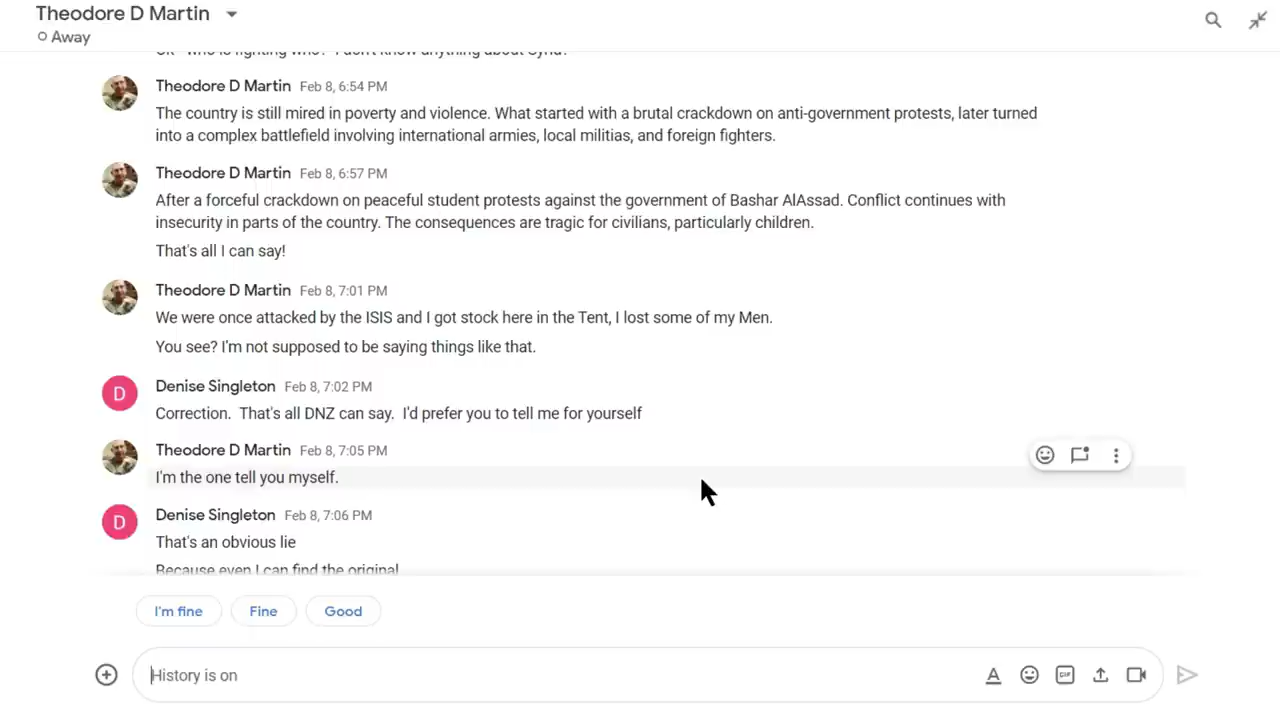 Theodore D Martin
Away
Theodore D Martin Feb 8, 6:54 PM
The country is still mired in poverty and violence. What started with a brutal crackdown on anti-government protests, later turned
into a complex battlefield involving international armies, local militias, and foreign fighters.
Theodore D Martin Feb 8, 6:57 PM
After a forceful crackdown on peaceful student protests against the government of Bashar AlAssad. Conflict continues with
insecurity in parts of the country. The consequences are tragic for civilians, particularly children.
That's all I can say!
Theodore D Martin Feb 8, 7:01 PM
We were once attacked by the ISIS and I got stock here in the Tent, I lost some of my Men.
You see? I'm not supposed to be saying things like that.
D
Denise Singleton Feb 8, 7:02 PM
Correction. That's all DNZ can say. I'd prefer you to tell me for yourself
Theodore D Martin Feb 8, 7:05 PM
I'm the one tell you myself.
D
Denise Singleton Feb 8, 7:06 PM
That's an obvious lie
Because even I can find the original
I'm fine
Fine
Good
History is on
A
GIF